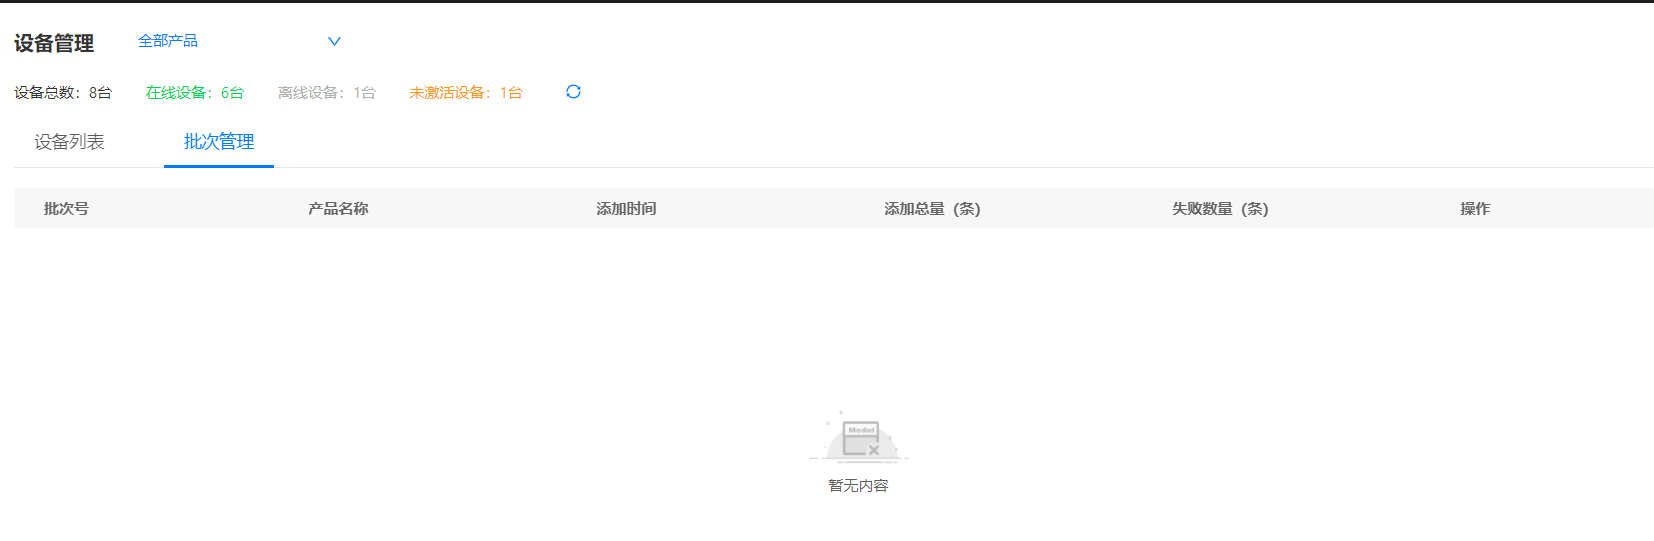 设备管理 全部产品
设备总数：8台 在线设备：6台 离线设备：1台 未激活设备：1台
设备列表 批次管理
批次号 产品名称 添加时间 添加总量（条） 失败数量（条） 操作
Model
暂无内容